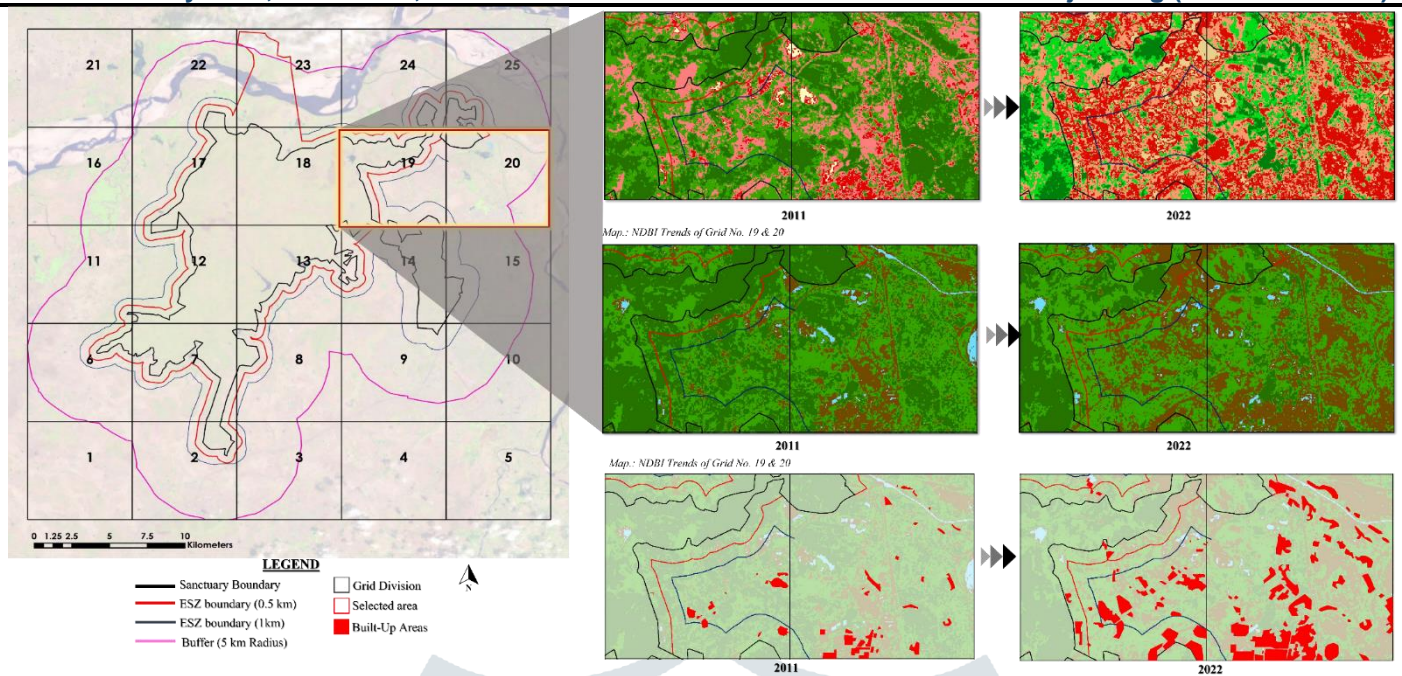 21 22 23 24 25
16 17 18 19 20
11 12 13 14 15
6 7 8 9 10
1 2 3 4 5
0 1.25 2.5 5 7.5 10
Kilometers
N
LEGEND
Sanctuary Boundary
ESZ boundary (0.5 km)
ESZ boundary (1km)
Buffer (5 km Radius)
Grid Division
Selected area
Built-Up Areas
2011
2022
Map.: NDBI Trends of Grid No. 19 & 20
2011
2022
Map.: NDBI Trends of Grid No. 19 & 20
2011
2022